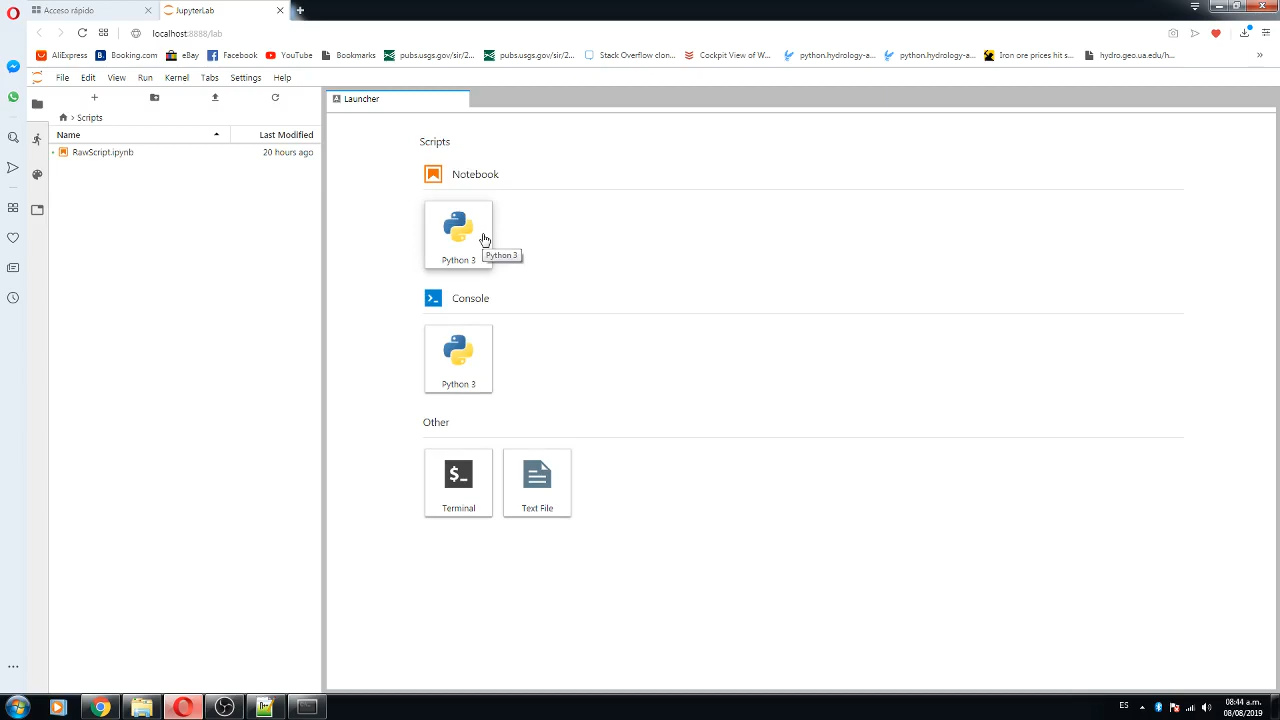 Acceso rápido
JupyterLab
localhost:8888/lab
AliExpress Booking.com eBay Facebook YouTube Bookmarks pubs.usgs.gov/sir/2... pubs.usgs.gov/sir/2... Stack Overflow clon... Cockpit View of W... python.hydrology-a... python.hydrology-a... Iron ore prices hit s... hydro.geo.ua.edu/h...
File Edit View Run Kernel Tabs Settings Help
Launcher
> Scripts
Name Last Modified
RawScript.ipynb 20 hours ago
Scripts
Notebook
Python 3
Python 3
Console
Python 3
Other
$_
Terminal
Text File
ES
08:44 a.m.
08/08/2019